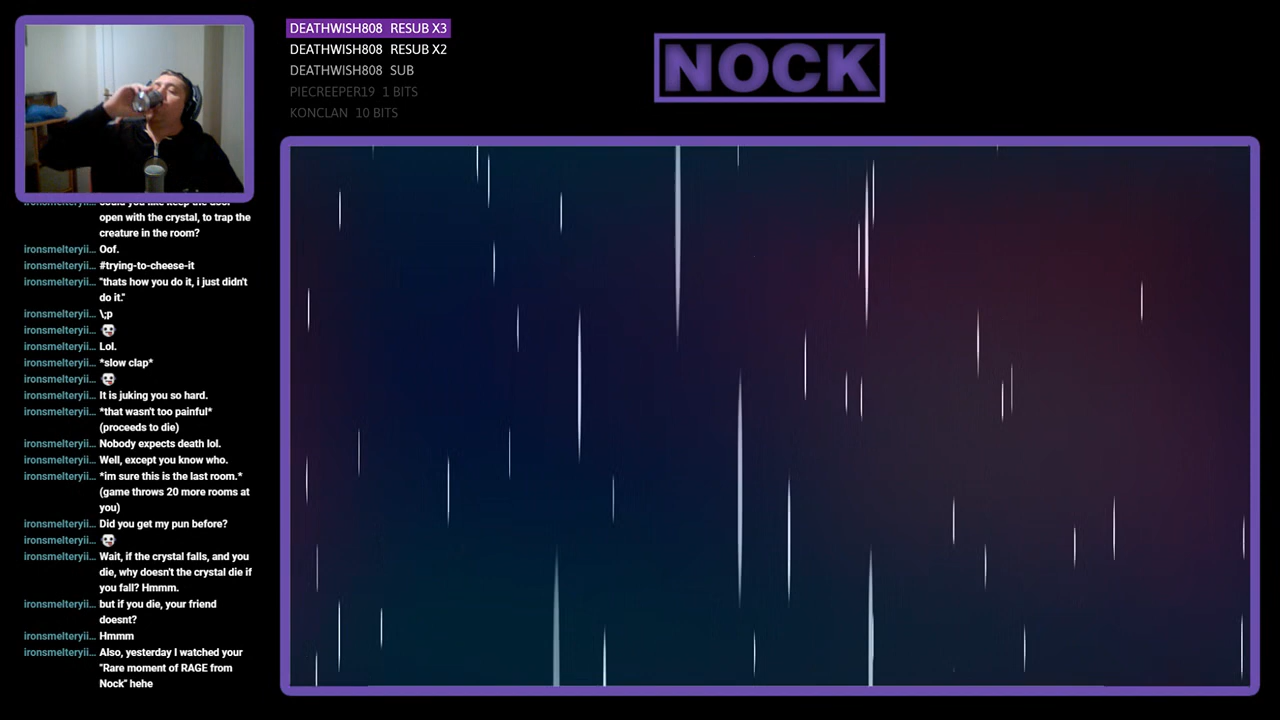 DEATHWISH808 RESUB X3
DEATHWISH808 RESUB X2
DEATHWISH808 SUB
PIECREEPER19 1 BITS
KONCLAN 10 BITS
NOCK
ironsmelteryii... could you like keep the door
open with the crystal, to trap the
creature in the room?
ironsmelteryii... Oof.
ironsmelteryii... #trying-to-cheese-it
ironsmelteryii... "thats how you do it, i just didn't
do it."
ironsmelteryii... \;p
ironsmelteryii...
ironsmelteryii... Lol.
ironsmelteryii... *slow clap*
ironsmelteryii...
ironsmelteryii... It is juking you so hard.
ironsmelteryii... *that wasn't too painful*
(proceeds to die)
ironsmelteryii... Nobody expects death lol.
ironsmelteryii... Well, except you know who.
ironsmelteryii... *im sure this is the last room.*
(game throws 20 more rooms at
you)
ironsmelteryii... Did you get my pun before?
ironsmelteryii...
ironsmelteryii... Wait, if the crystal falls, and you
die, why doesn't the crystal die if
you fall? Hmmm.
ironsmelteryii... but if you die, your friend
doesnt?
ironsmelteryii... Hmmm
ironsmelteryii... Also, yesterday I watched your
"Rare moment of RAGE from
Nock" hehe